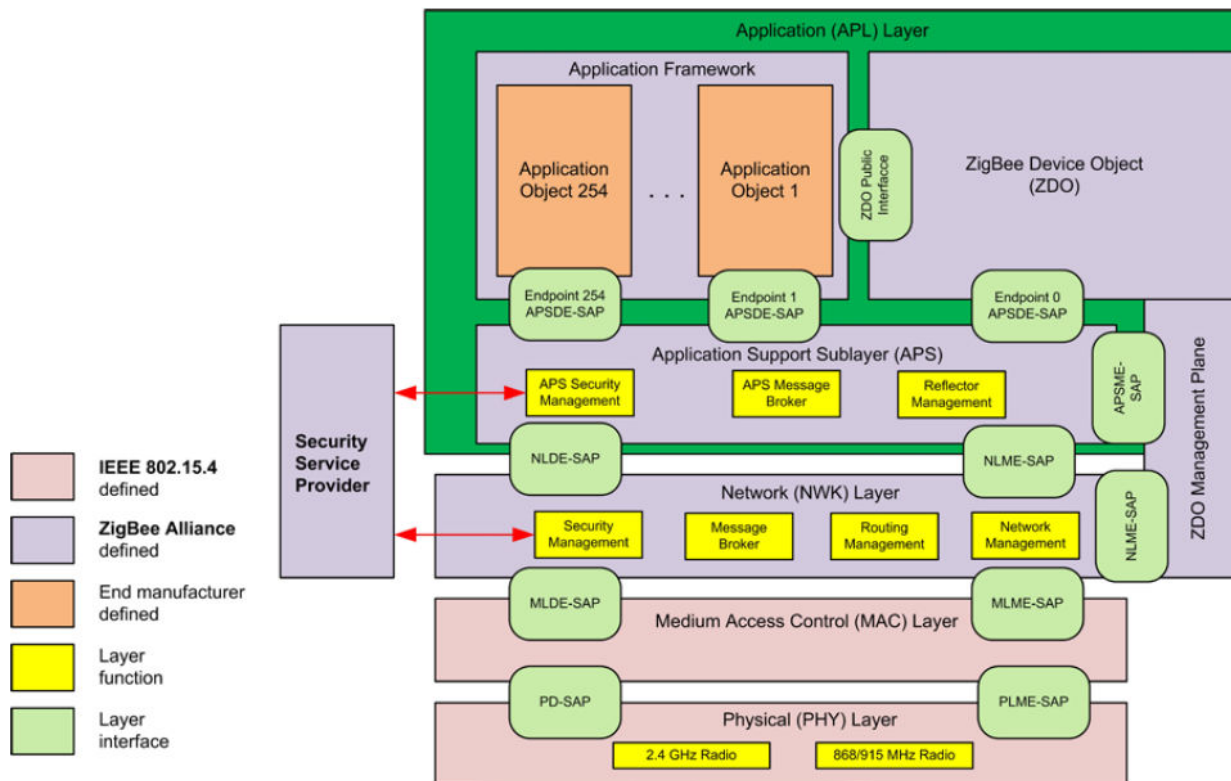 Application (APL) Layer
Application Framework
Application
Object 254
. . .
Application
Object 1
ZDO Public
Interfacce
ZigBee Device Object
(ZDO)
Endpoint 254
APSDE-SAP
Endpoint 1
APSDE-SAP
Endpoint 0
APSDE-SAP
Application Support Sublayer (APS)
APS Security
Management
APS Message
Broker
Reflector
Management
APSME-
SAP
ZDO Management Plane
Security
Service
Provider
NLDE-SAP
NLME-SAP
Network (NWK) Layer
Security
Management
Message
Broker
Routing
Management
Network
Management
NLME-SAP
MLDE-SAP
MLME-SAP
Medium Access Control (MAC) Layer
PD-SAP
PLME-SAP
Physical (PHY) Layer
2.4 GHz Radio
868/915 MHz Radio
IEEE 802.15.4
defined
ZigBee Alliance
defined
End manufacturer
defined
Layer
function
Layer
interface